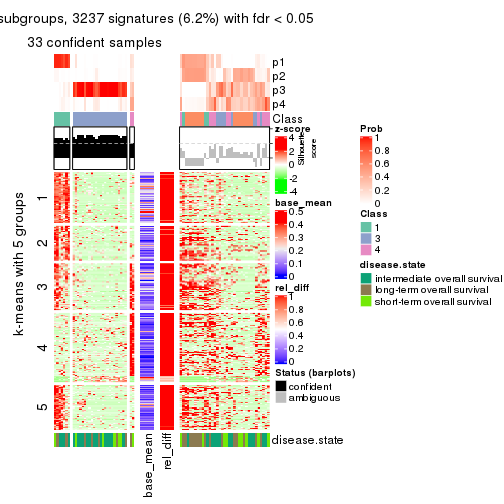 subgroups, 3237 signatures (6.2%) with fdr < 0.05
33 confident samples
p1
p2
p3
p4
Class
Silhouette
score
k-means with 5 groups
1
2
3
4
5
base_mean
rel_diff
disease.state
z-score
4
2
0
-2
-4
base_mean
0.5
0.4
0.3
0.2
0.1
0
rel_diff
1
0.8
0.6
0.4
0.2
0
Status (barplots)
confident
ambiguous
Prob
1
0.8
0.6
0.4
0.2
0
Class
1
3
4
disease.state
intermediate overall survival
long-term overall survival
short-term overall survival